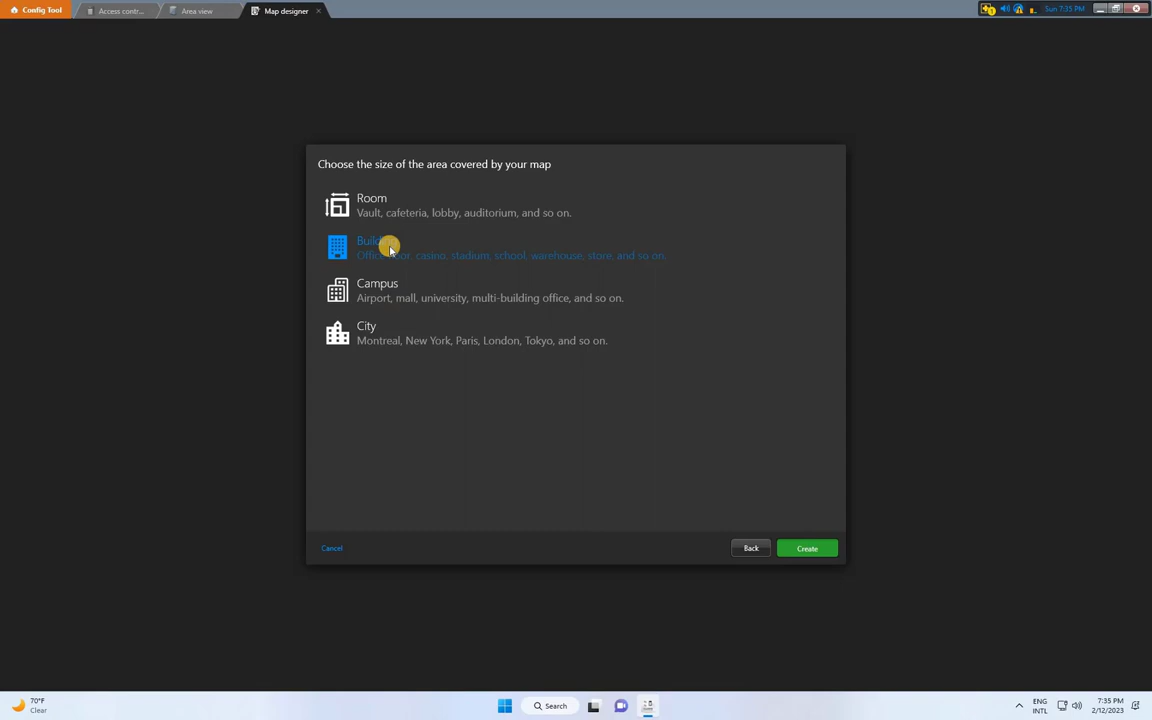 Config Tool
Access contr...
Area view
Map designer
Sun 7:35 PM
Choose the size of the area covered by your map
Room
Vault, cafeteria, lobby, auditorium, and so on.
Building
Office floor, casino, stadium, school, warehouse, store, and so on.
Campus
Airport, mall, university, multi-building office, and so on.
City
Montreal, New York, Paris, London, Tokyo, and so on.
Cancel
Back
Create
70°F
Clear
Search
ENG
INTL
7:35 PM
2/12/2023